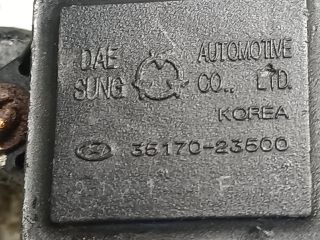 DAE SUNG AUTOMOTIVE CO., LTD.
KOREA
35170-23500